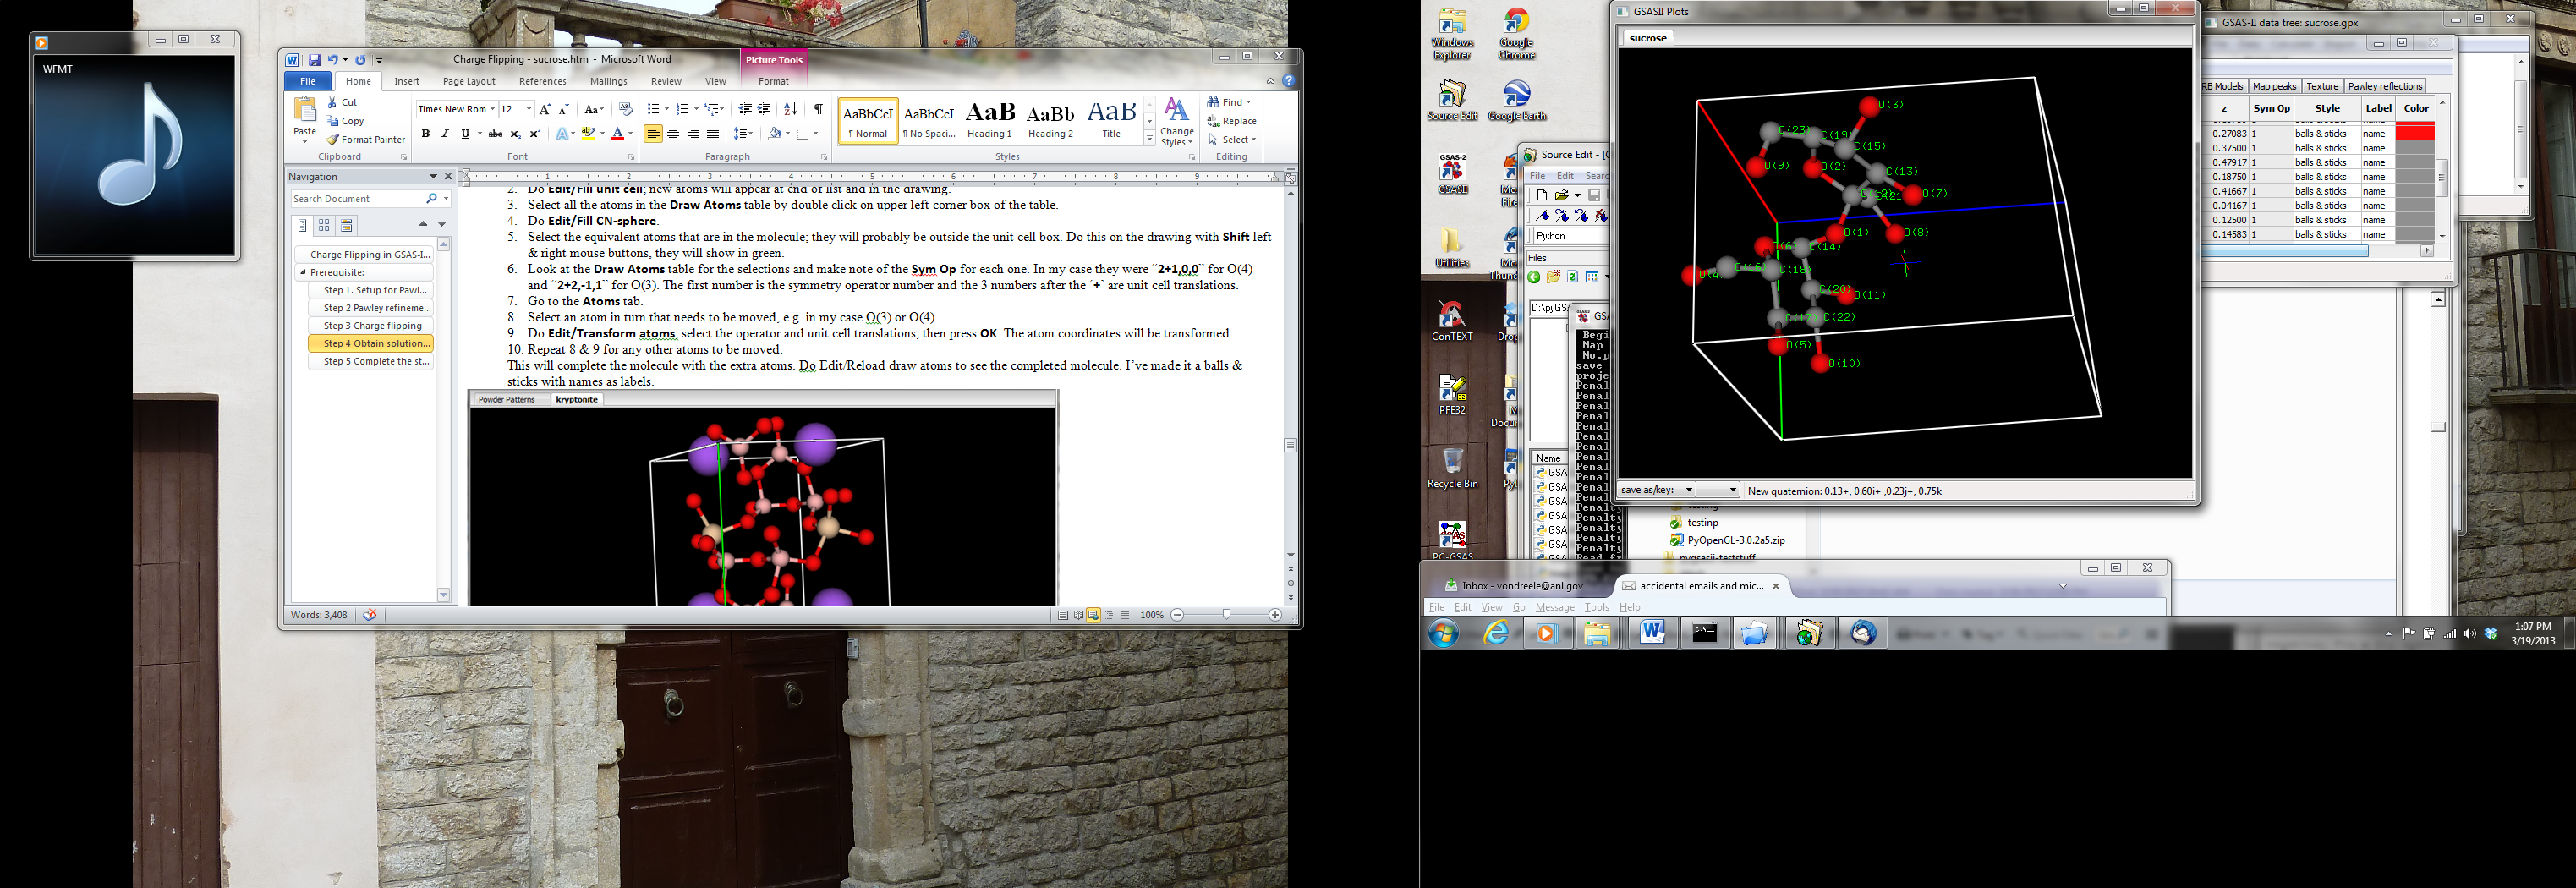 WFMT
Charge Flipping - sucrose.htm - Microsoft Word
Picture Tools
File Home Insert Page Layout References Mailings Review View Format
Paste
Cut
Copy
Format Painter
Clipboard
Times New Rom 12
Font
Paragraph
AaBbCcI AaBbCcI AaB AaBb AaB
¶ Normal ¶ No Spaci... Heading 1 Heading 2 Title
Change Styles
Styles
Find
Replace
Select
Editing
Navigation
Search Document
Charge Flipping in GSAS-I...
Prerequisite:
Step 1. Setup for Pawl...
Step 2 Pawley refineme...
Step 3 Charge flipping
Step 4 Obtain solution...
Step 5 Complete the st...
2. Do Edit/Fill unit cell; new atoms will appear at end of list and in the drawing.
3. Select all the atoms in the Draw Atoms table by double click on upper left corner box of the table.
4. Do Edit/Fill CN-sphere.
5. Select the equivalent atoms that are in the molecule; they will probably be outside the unit cell box. Do this on the drawing with Shift left
& right mouse buttons, they will show in green.
6. Look at the Draw Atoms table for the selections and make note of the Sym Op for each one. In my case they were “2+1,0,0” for O(4)
and “2+2,-1,1” for O(3). The first number is the symmetry operator number and the 3 numbers after the ‘+’ are unit cell translations.
7. Go to the Atoms tab.
8. Select an atom in turn that needs to be moved, e.g. in my case O(3) or O(4).
9. Do Edit/Transform atoms, select the operator and unit cell translations, then press OK. The atom coordinates will be transformed.
10. Repeat 8 & 9 for any other atoms to be moved.
This will complete the molecule with the extra atoms. Do Edit/Reload draw atoms to see the completed molecule. I’ve made it a balls &
sticks with names as labels.
Powder Patterns kryptonite
Words: 3,408
100%
Windows Explorer
Google Chrome
Source Edit
Google Earth
GSAS-2
GSASII
Utilities
ConTEXT
PFE32
Recycle Bin
PC-GSAS
Source Edit - [
File Edit Searc
Python
Files
D:\pyGS
Name
GSA
GSA
GSA
GSA
GSA
GSA
GSA
Begi
Map
No.p
save
proje
Penal
Penal
Penal
Penal
Penal
Penal
Penal
Penal
Penal
Penal
Penal
Penal
Penal
Penalty
Penalty
Penalty
Penalty
Read fr
GSASII Plots
sucrose
O(3)
C(23)
C(19)
C(15)
O(9)
O(2)
C(13)
C(12)
C(21
O(7)
O(1)
O(8)
O(6)
C(14)
O(4)
C(16)
C(18)
C(20)
O(11)
C(17)
C(22)
O(5)
O(10)
save as/key:
New quaternion: 0.13+, 0.60i+ ,0.23j+, 0.75k
testinp
PyOpenGL-3.0.2a5.zip
pygsasii-teststuff
GSAS-II data tree: sucrose.gpx
RB Models Map peaks Texture Pawley reflections
z Sym Op Style Label Color
0.27083 1 balls & sticks name
0.37500 1 balls & sticks name
0.47917 1 balls & sticks name
0.18750 1 balls & sticks name
0.41667 1 balls & sticks name
0.04167 1 balls & sticks name
0.12500 1 balls & sticks name
0.14583 1 balls & sticks name
Inbox - vondreele@anl.gov
accidental emails and mic...
File Edit View Go Message Tools Help
1:07 PM
3/19/2013